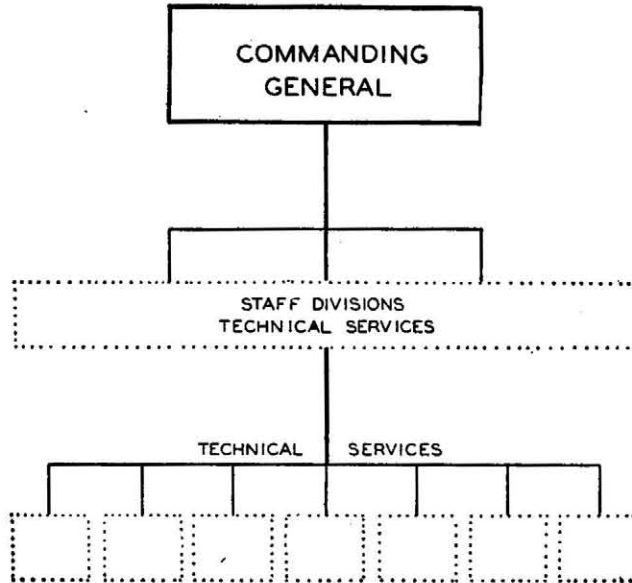 COMMANDING
GENERAL
STAFF DIVISIONS
TECHNICAL SERVICES
TECHNICAL SERVICES